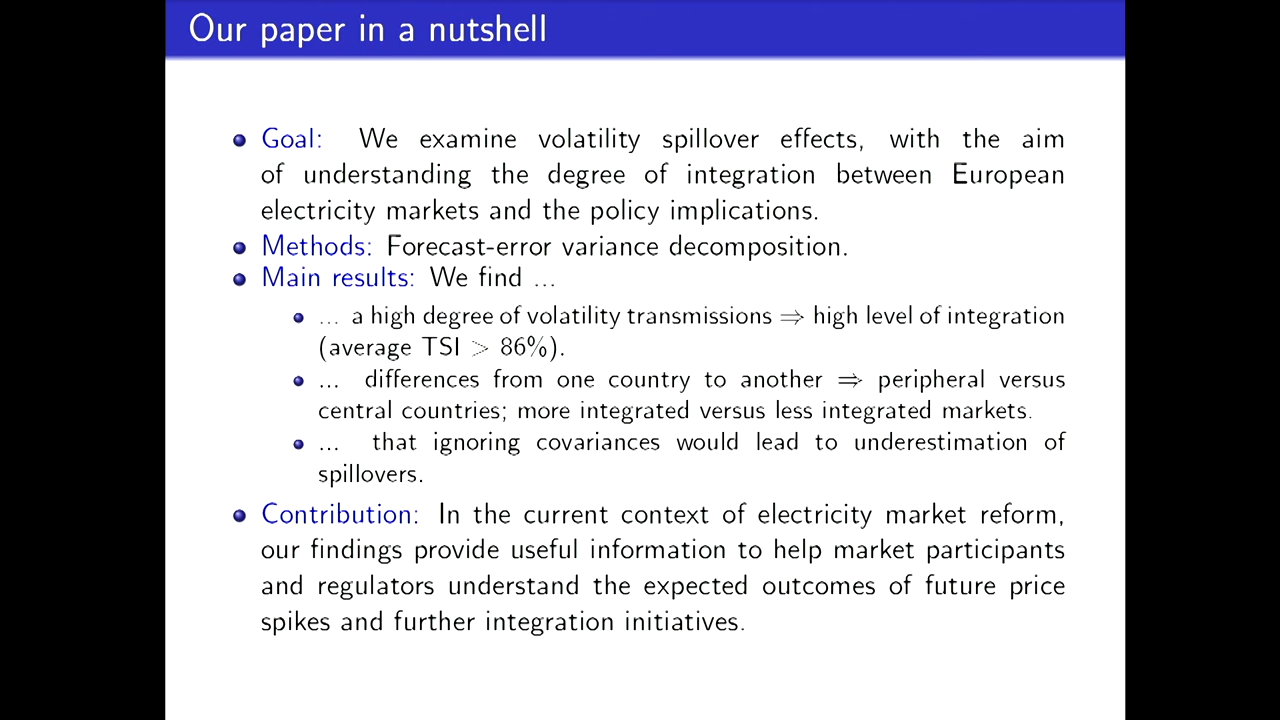 Our paper in a nutshell
Goal: We examine volatility spillover effects, with the aim
of understanding the degree of integration between European
electricity markets and the policy implications.
Methods: Forecast-error variance decomposition.
Main results: We find ...
... a high degree of volatility transmissions ⇒ high level of integration
(average TSI > 86%).
... differences from one country to another ⇒ peripheral versus
central countries; more integrated versus less integrated markets.
... that ignoring covariances would lead to underestimation of
spillovers.
Contribution: In the current context of electricity market reform,
our findings provide useful information to help market participants
and regulators understand the expected outcomes of future price
spikes and further integration initiatives.